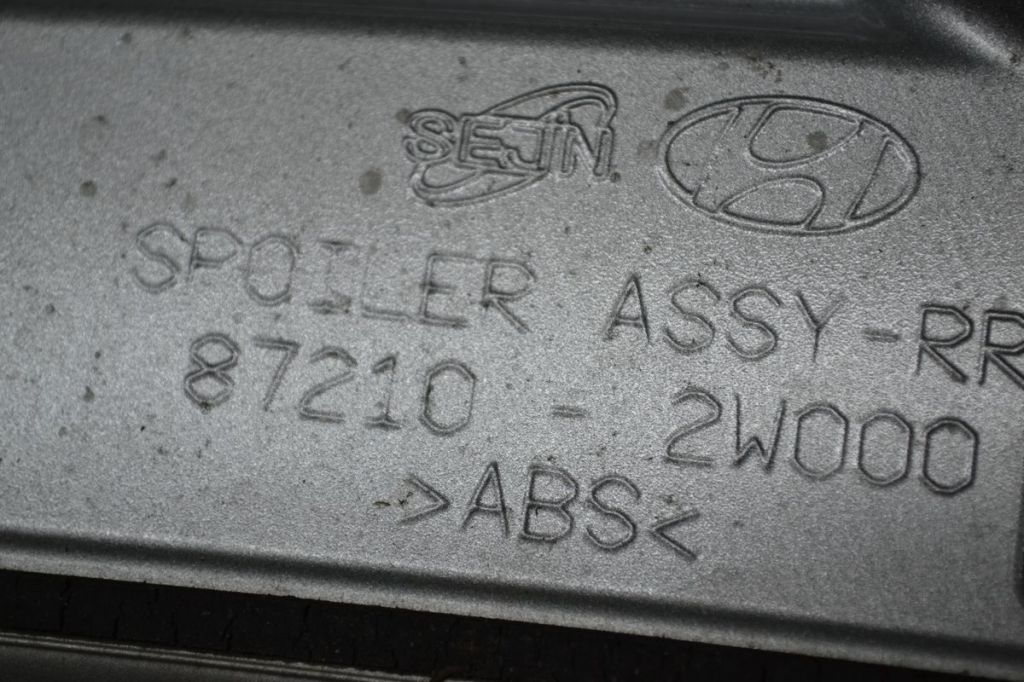 SEJIN
SPOILER ASSY-RR
87210 - 2W000
>ABS<